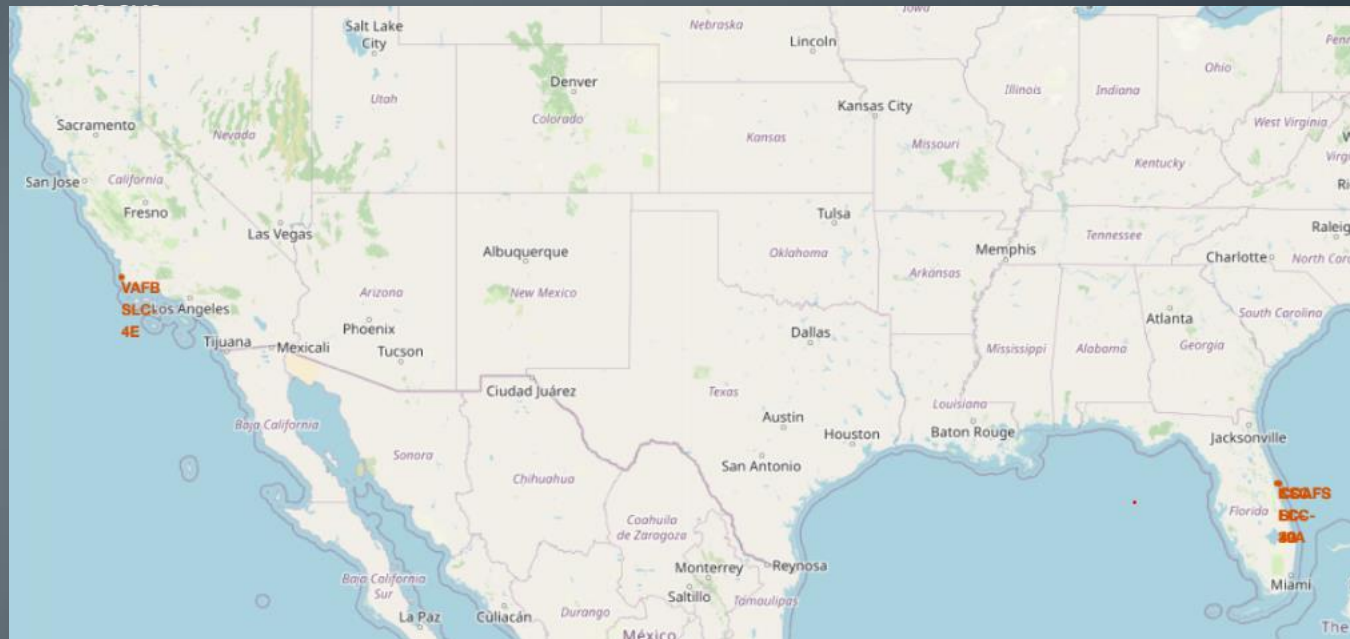 Salt Lake
City
Nebraska
Iowa
Lincoln
Denver
Utah
Colorado
Illinois
Indiana
Ohio
Kansas City
Sacramento
Nevada
Kansas
Missouri
West Virginia
Kentucky
San Jose
California
Fresno
Las Vegas
Tulsa
Albuquerque
Oklahoma
Memphis
Tennessee
Charlotte
Arkansas
VAFB
SLC-
4E
Los Angeles
Arizona
New Mexico
South Carolina
Phoenix
Dallas
Atlanta
Tijuana
Mexicali
Tucson
Mississippi
Alabama
Georgia
Ciudad Juárez
Texas
Louisiana
Baja California
Austin
Houston
Baton Rouge
Jacksonville
Sonora
San Antonio
Chihuahua
Florida
Coahuila
de Zaragoza
Monterrey
Reynosa
Baja California
Sur
Saltillo
Miami
La Paz
Culiacán
Durango
Tamaulipas
México
The